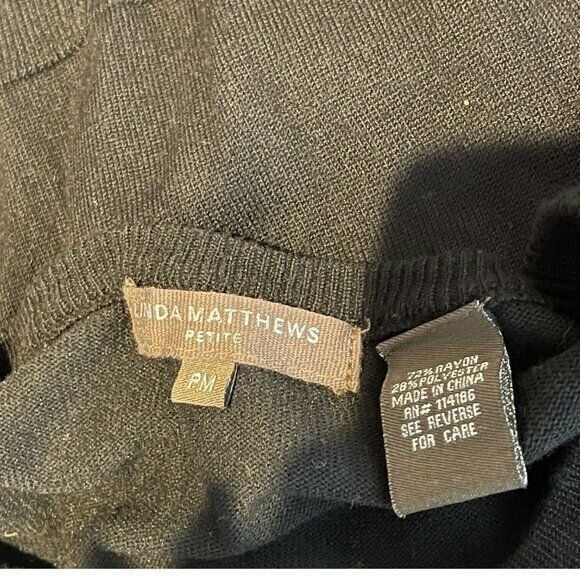 LINDA MATTHEWS
PETITE
PM
72% RAYON
28% POLYESTER
MADE IN CHINA
RN# 114186
SEE REVERSE
FOR CARE